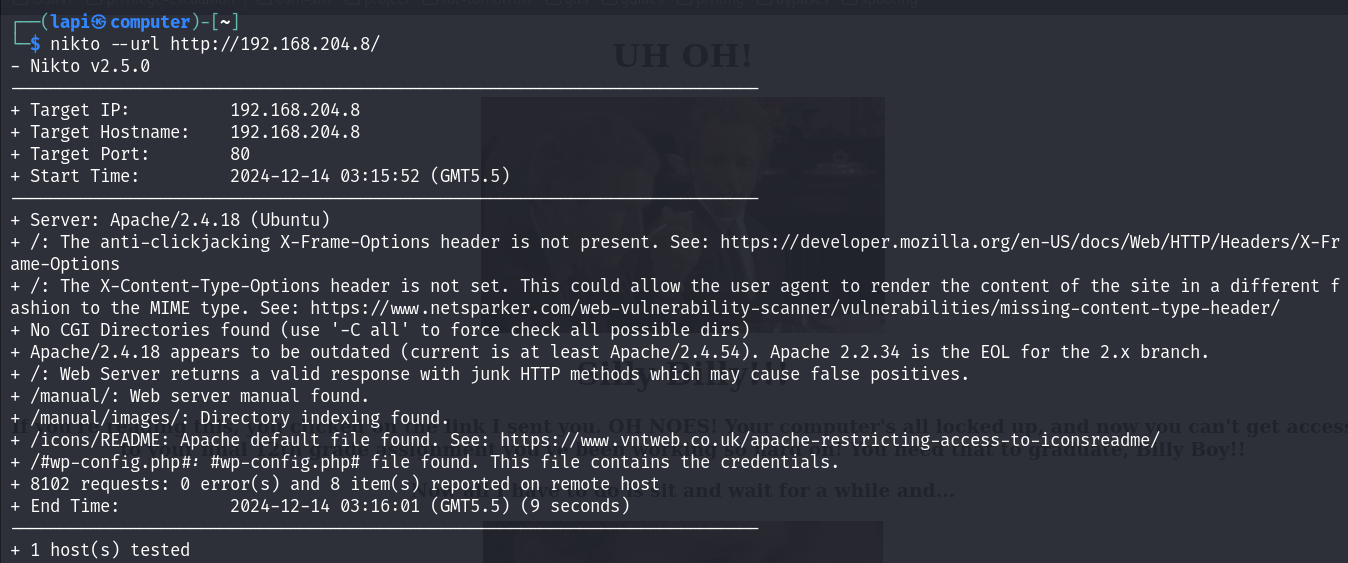 ┌──(lapi㉿computer)-[~]
└─$ nikto --url http://192.168.204.8/
- Nikto v2.5.0
---------------------------------------------------------------------------
+ Target IP:          192.168.204.8
+ Target Hostname:    192.168.204.8
+ Target Port:        80
+ Start Time:         2024-12-14 03:15:52 (GMT5.5)
---------------------------------------------------------------------------
+ Server: Apache/2.4.18 (Ubuntu)
+ /: The anti-clickjacking X-Frame-Options header is not present. See: https://developer.mozilla.org/en-US/docs/Web/HTTP/Headers/X-Fr
ame-Options
+ /: The X-Content-Type-Options header is not set. This could allow the user agent to render the content of the site in a different f
ashion to the MIME type. See: https://www.netsparker.com/web-vulnerability-scanner/vulnerabilities/missing-content-type-header/
+ No CGI Directories found (use '-C all' to force check all possible dirs)
+ Apache/2.4.18 appears to be outdated (current is at least Apache/2.4.54). Apache 2.2.34 is the EOL for the 2.x branch.
+ /: Web Server returns a valid response with junk HTTP methods which may cause false positives.
+ /manual/: Web server manual found.
+ /manual/images/: Directory indexing found.
+ /icons/README: Apache default file found. See: https://www.vntweb.co.uk/apache-restricting-access-to-iconsreadme/
+ /#wp-config.php#: #wp-config.php# file found. This file contains the credentials.
+ 8102 requests: 0 error(s) and 8 item(s) reported on remote host
+ End Time:           2024-12-14 03:16:01 (GMT5.5) (9 seconds)
---------------------------------------------------------------------------
+ 1 host(s) tested
UH OH!
Silly Billy!!!
the link I sent you. OH NOES! Your computer's all locked up, and now you can't get access
You need that to graduate, Billy Boy!!
sit and wait for a while and...